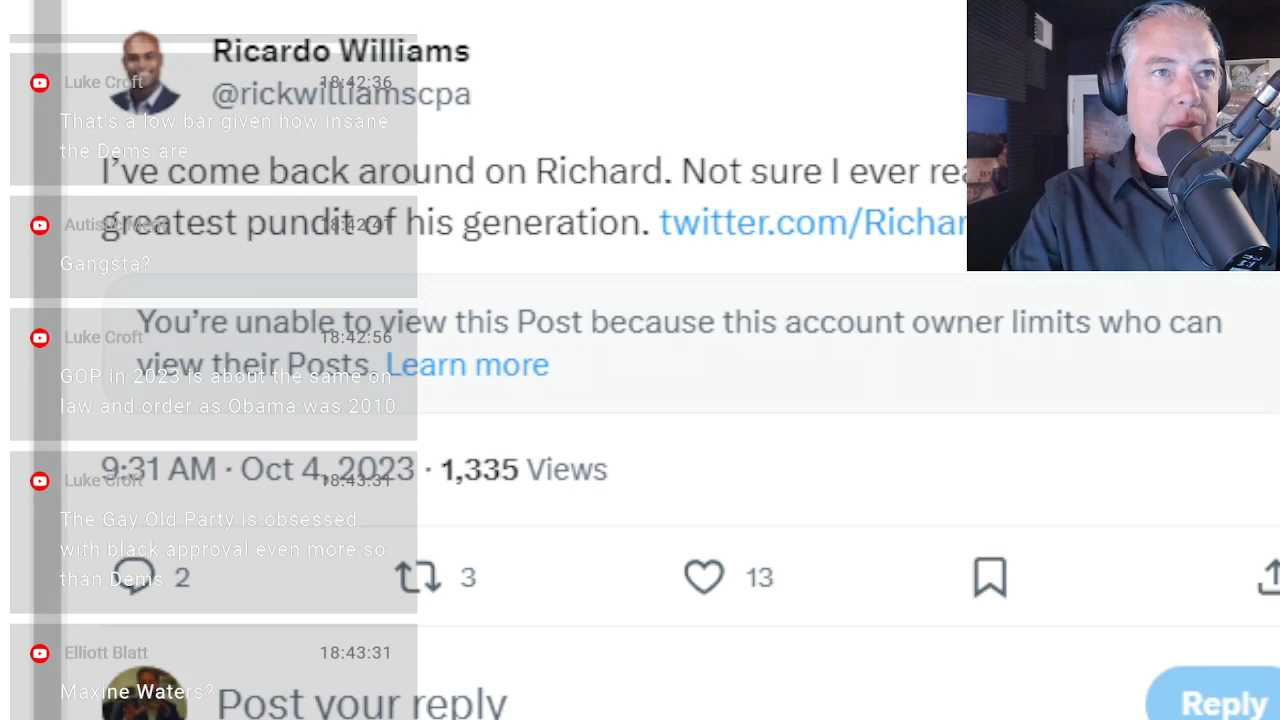 Ricardo Williams
@rickwilliamscpa
I've come back around on Richard. Not sure I ever rea
greatest pundit of his generation. twitter.com/Richar
You're unable to view this Post because this account owner limits who can
view their Posts. Learn more
9:31 AM · Oct 4, 2023 · 1,335 Views
2 3 13
Post your reply
Reply
Luke Croft 18:42:36
That's a low bar given how insane
the Dems are
18:42:41
Gangsta?
Luke Croft 18:42:56
GOP in 2023 is about the same on
law and order as Obama was 2010
Luke Croft 18:43:31
The Gay Old Party is obsessed
with black approval even more so
than Dems
Elliott Blatt 18:43:31
Maxine Waters?